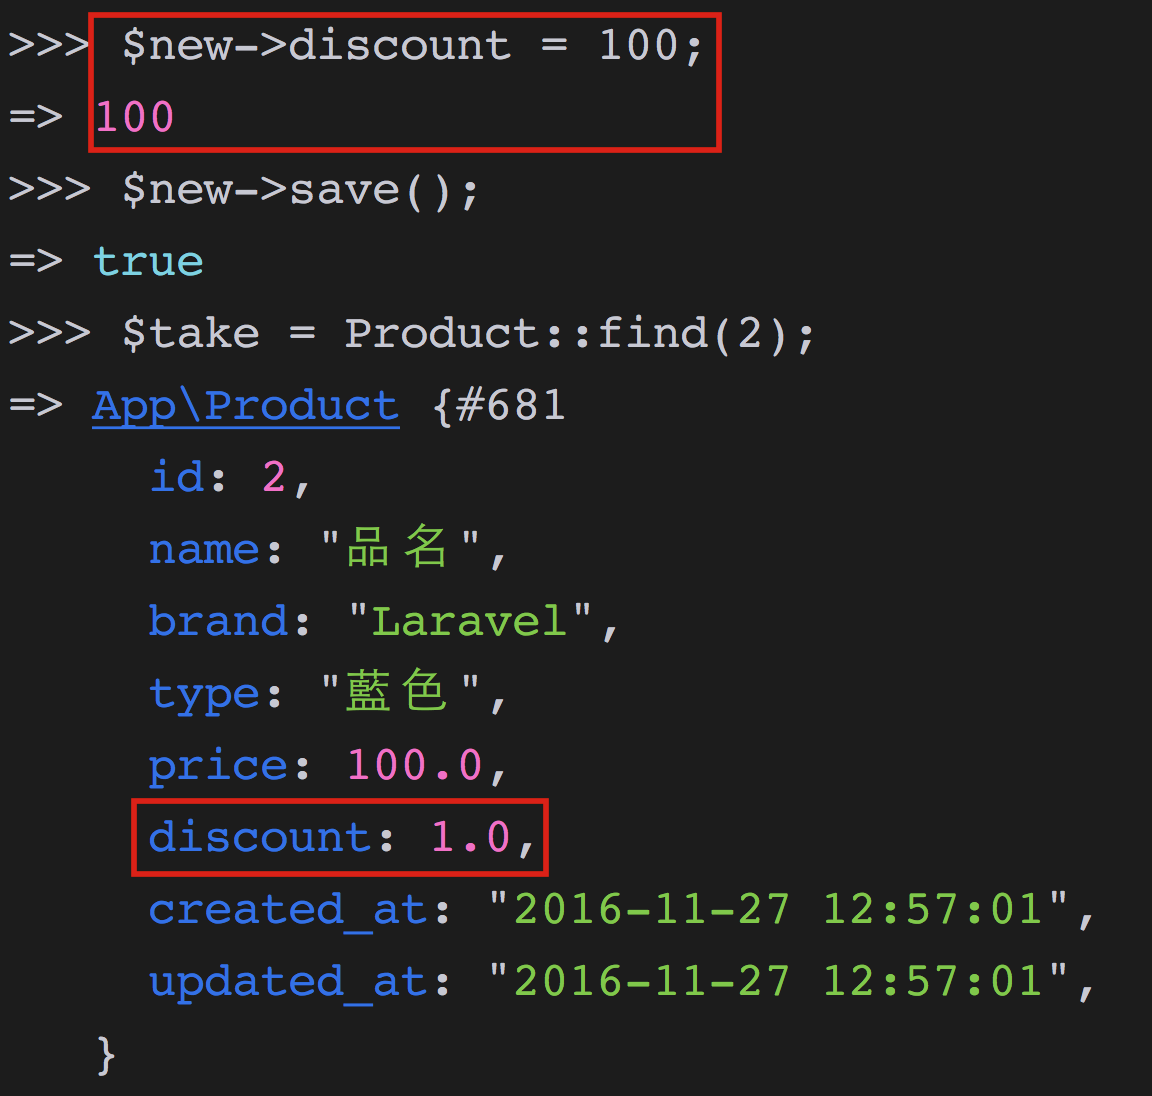 >>> $new->discount = 100;
=> 100
>>> $new->save();
=> true
>>> $take = Product::find(2);
=> App\Product {#681
id: 2,
name: "品名",
brand: "Laravel",
type: "藍色",
price: 100.0,
discount: 1.0,
created_at: "2016-11-27 12:57:01",
updated_at: "2016-11-27 12:57:01",
}